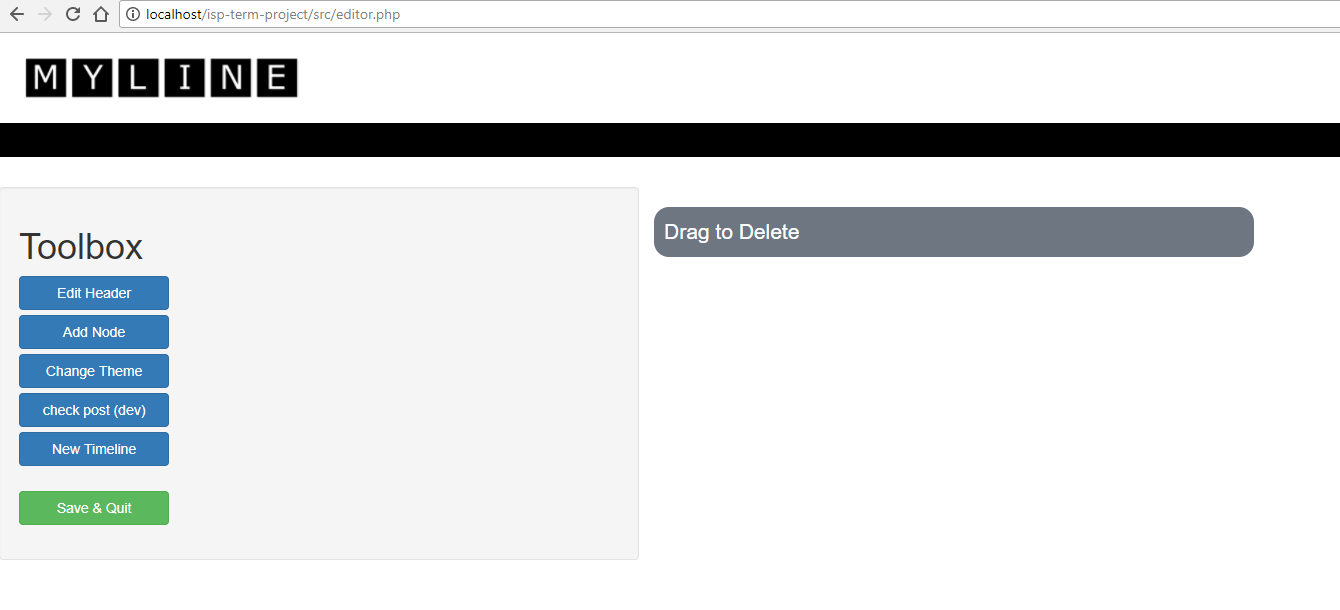 localhost/isp-term-project/src/editor.php
MYLINE
Toolbox
Edit Header
Add Node
Change Theme
check post (dev)
New Timeline
Save & Quit
Drag to Delete